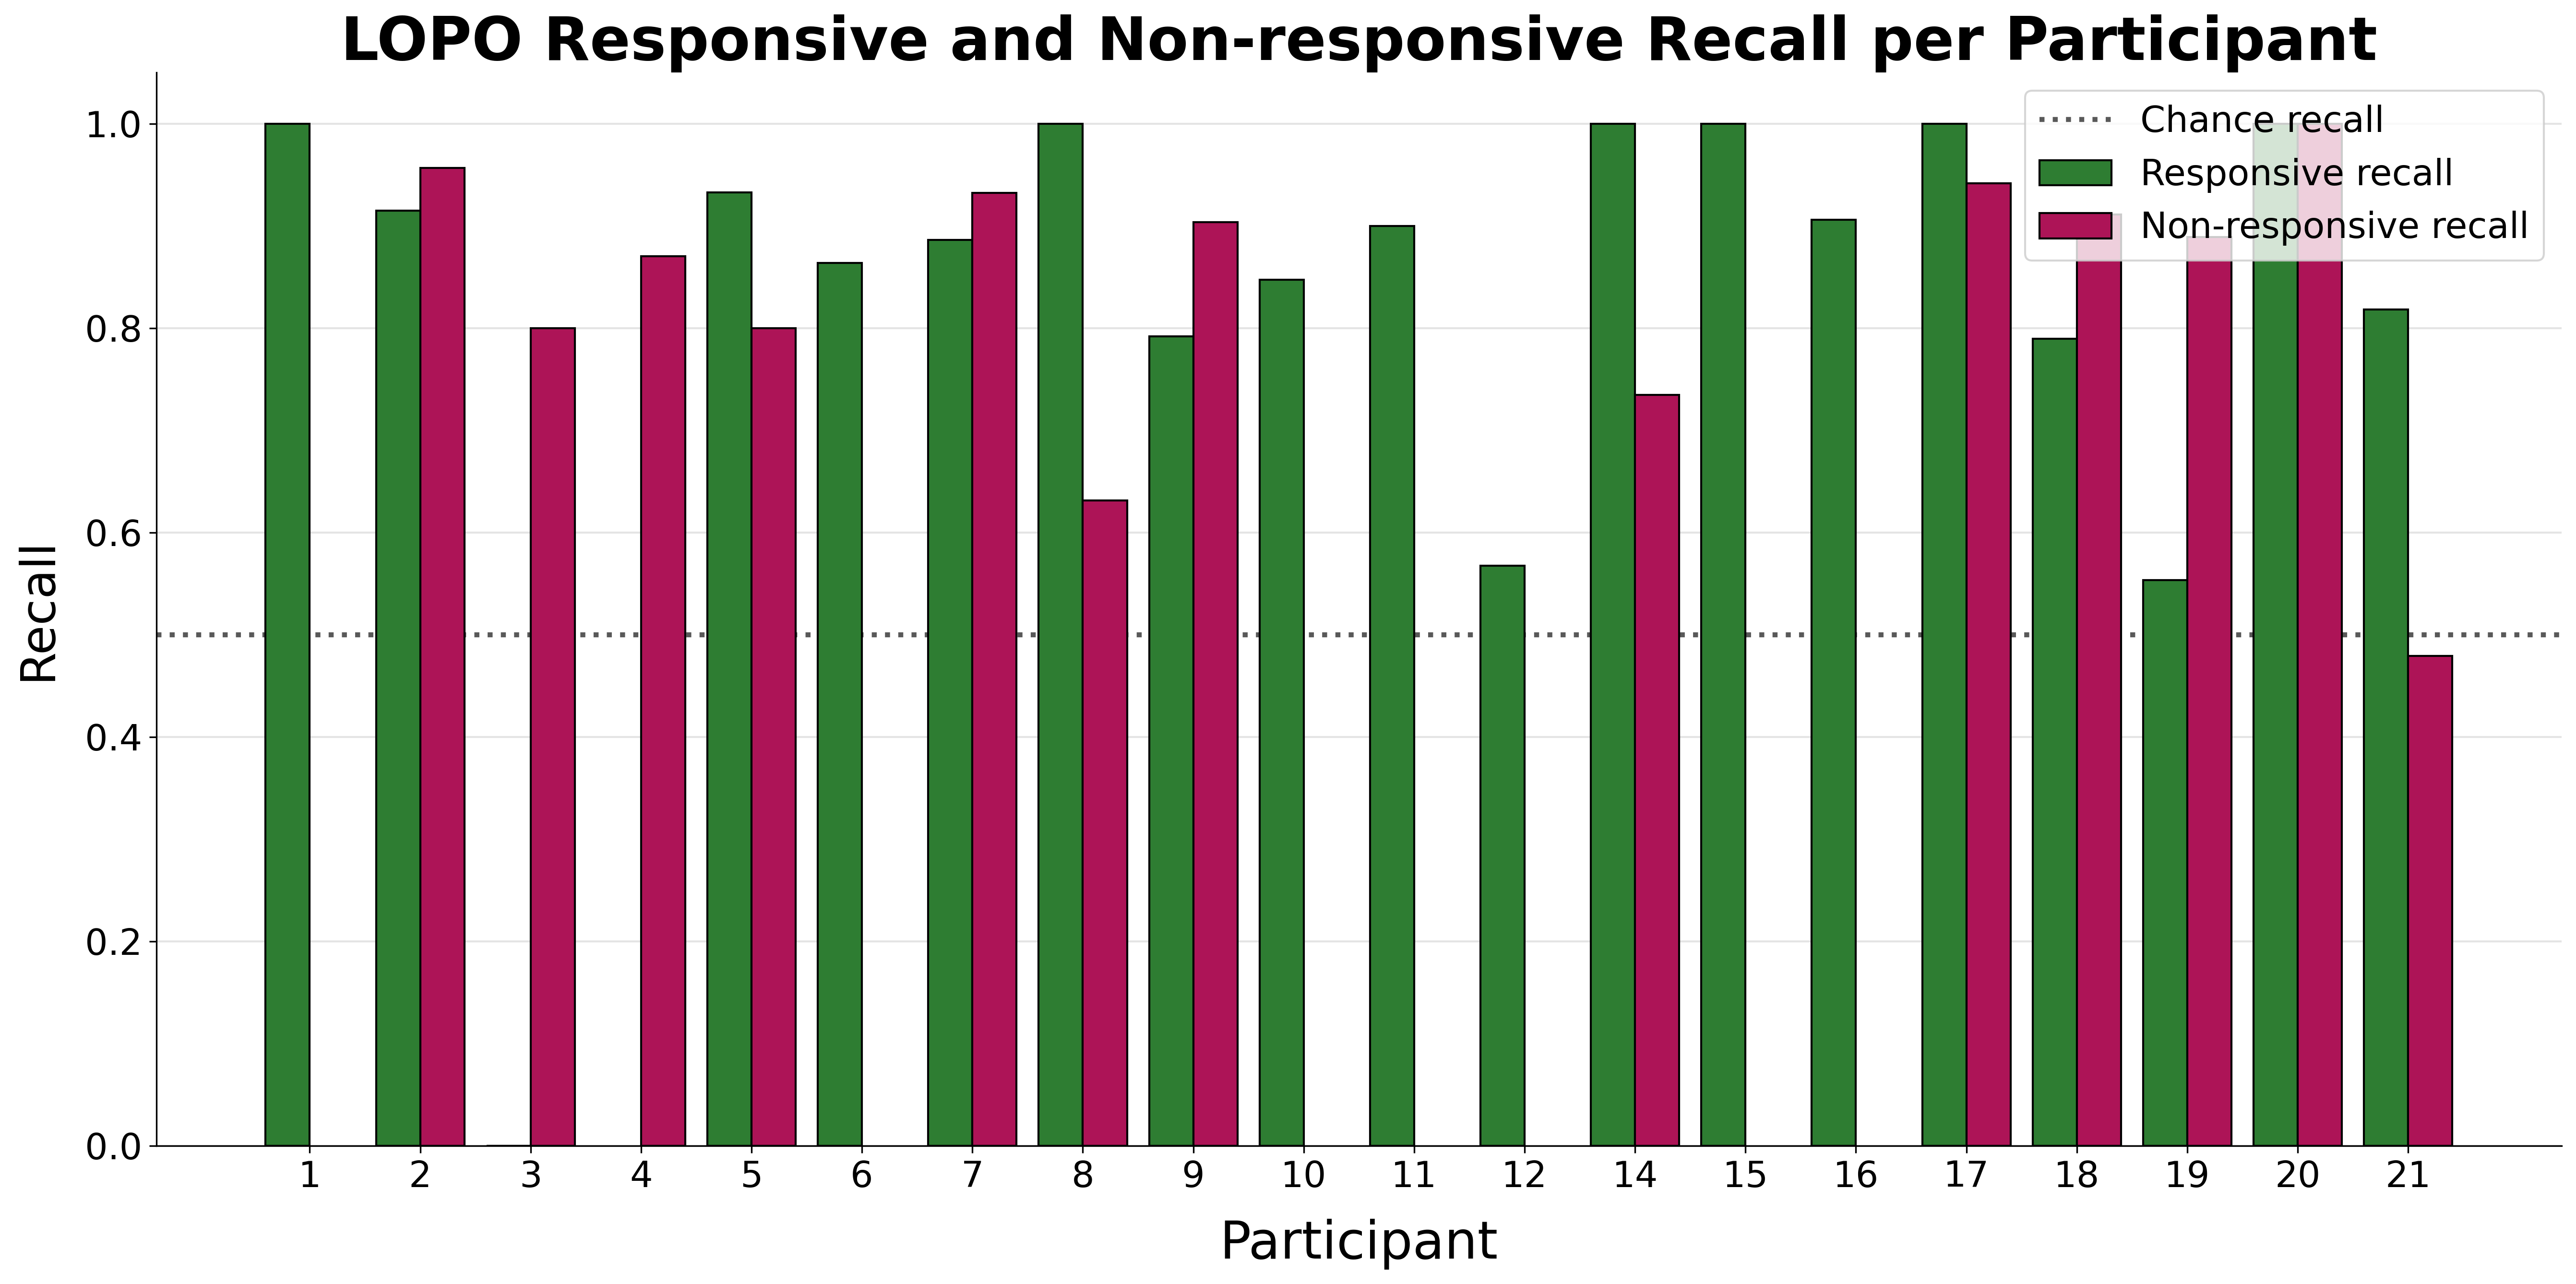 LOPO Responsive and Non-responsive Recall per Participant
Chance recall
Responsive recall
Non-responsive recall
1.0
0.8
0.6
0.4
0.2
0.0
Recall
1 2 3 4 5 6 7 8 9 10 11 12 14 15 16 17 18 19 20 21
Participant